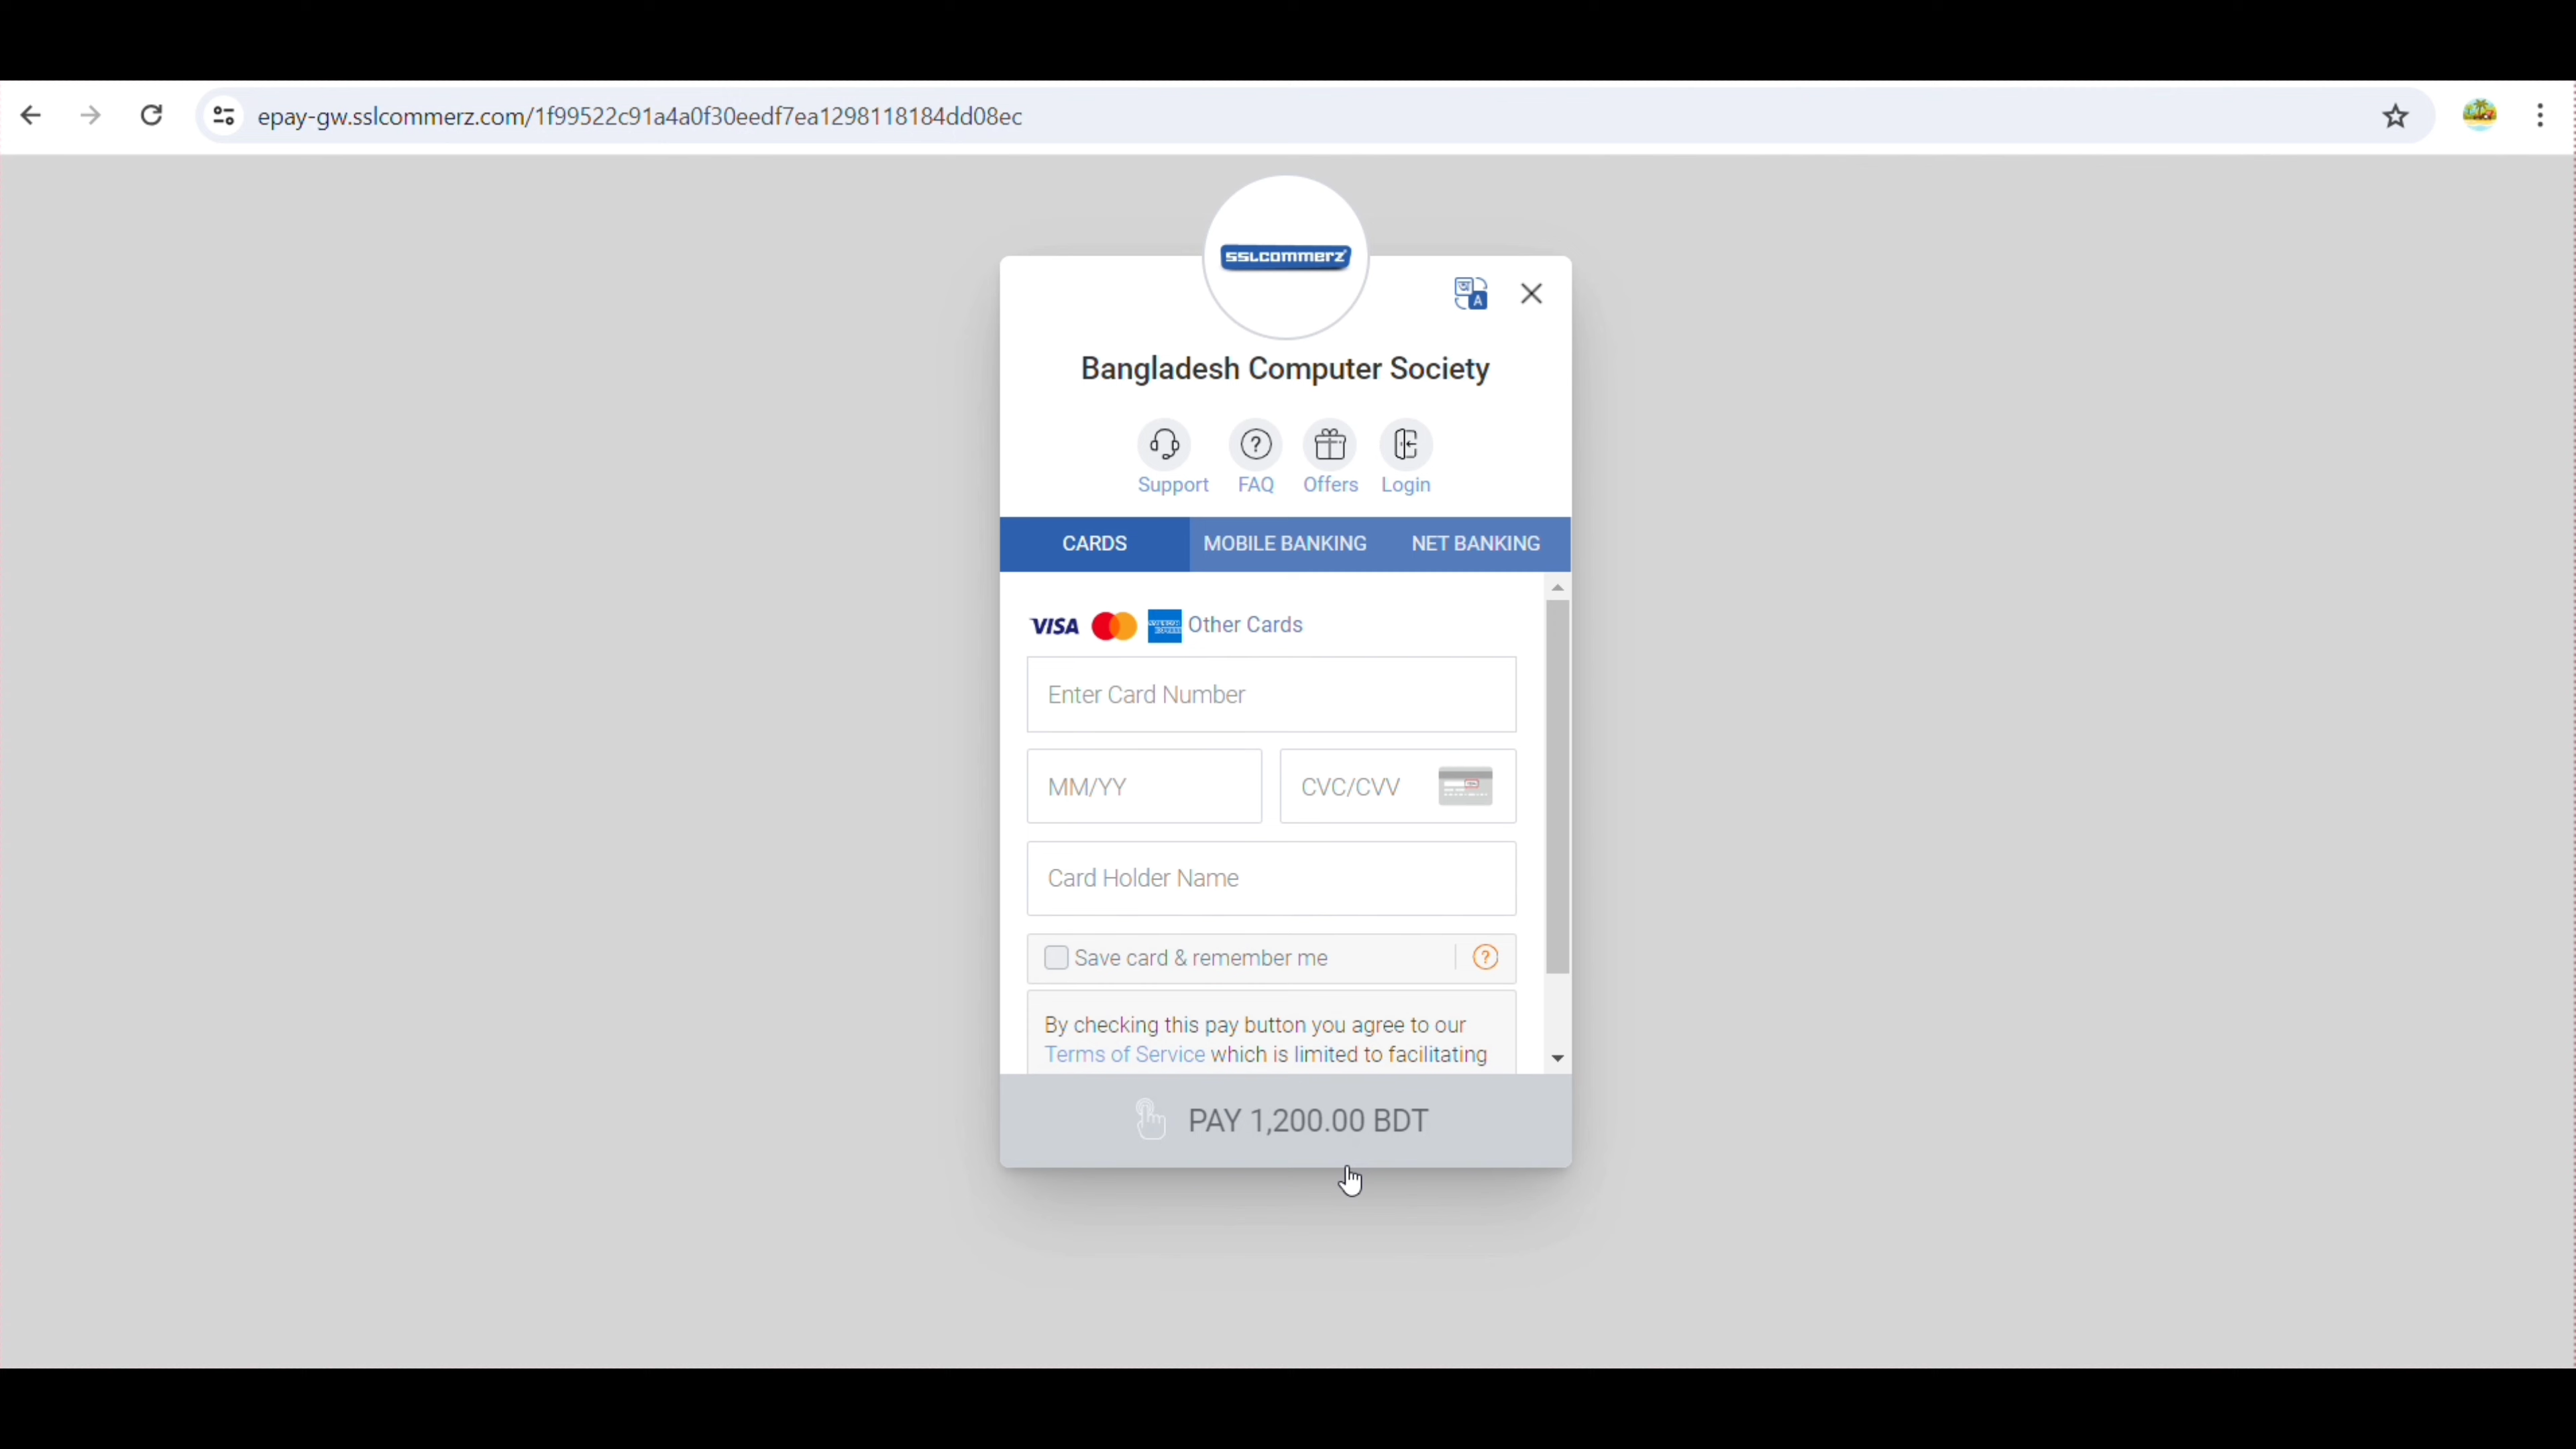 epay-gw.sslcommerz.com/1f99522c91a4a0f30eedf7ea1298118184dd08ec
SSLCOMMERZ
অ
A
Bangladesh Computer Society
Support FAQ Offers Login
CARDS MOBILE BANKING NET BANKING
VISA AMERICAN EXPRESS Other Cards
Enter Card Number
MM/YY CVC/CVV
Card Holder Name
Save card & remember me ?
By checking this pay button you agree to our
Terms of Service which is limited to facilitating
PAY 1,200.00 BDT